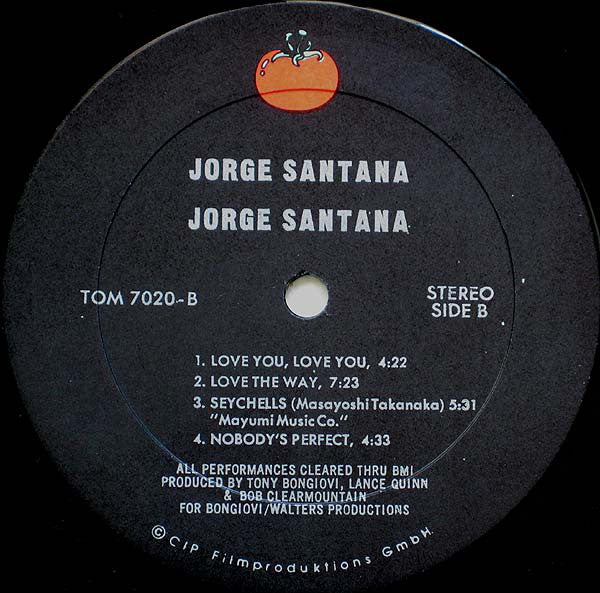 JORGE SANTANA
JORGE SANTANA
TOM 7020-B
STEREO
SIDE B
1. LOVE YOU, LOVE YOU, 4:22
2. LOVE THE WAY, 7:23
3. SEYCHELLS (Masayoshi Takanaka) 5:31
"Mayumi Music Co."
4. NOBODY'S PERFECT, 4:33
ALL PERFORMANCES CLEARED THRU BMI
PRODUCED BY TONY BONGIOVI, LANCE QUINN
& BOB CLEARMOUNTAIN
FOR BONGIOVI/WALTERS PRODUCTIONS
© CIP Filmproduktions GmbH.